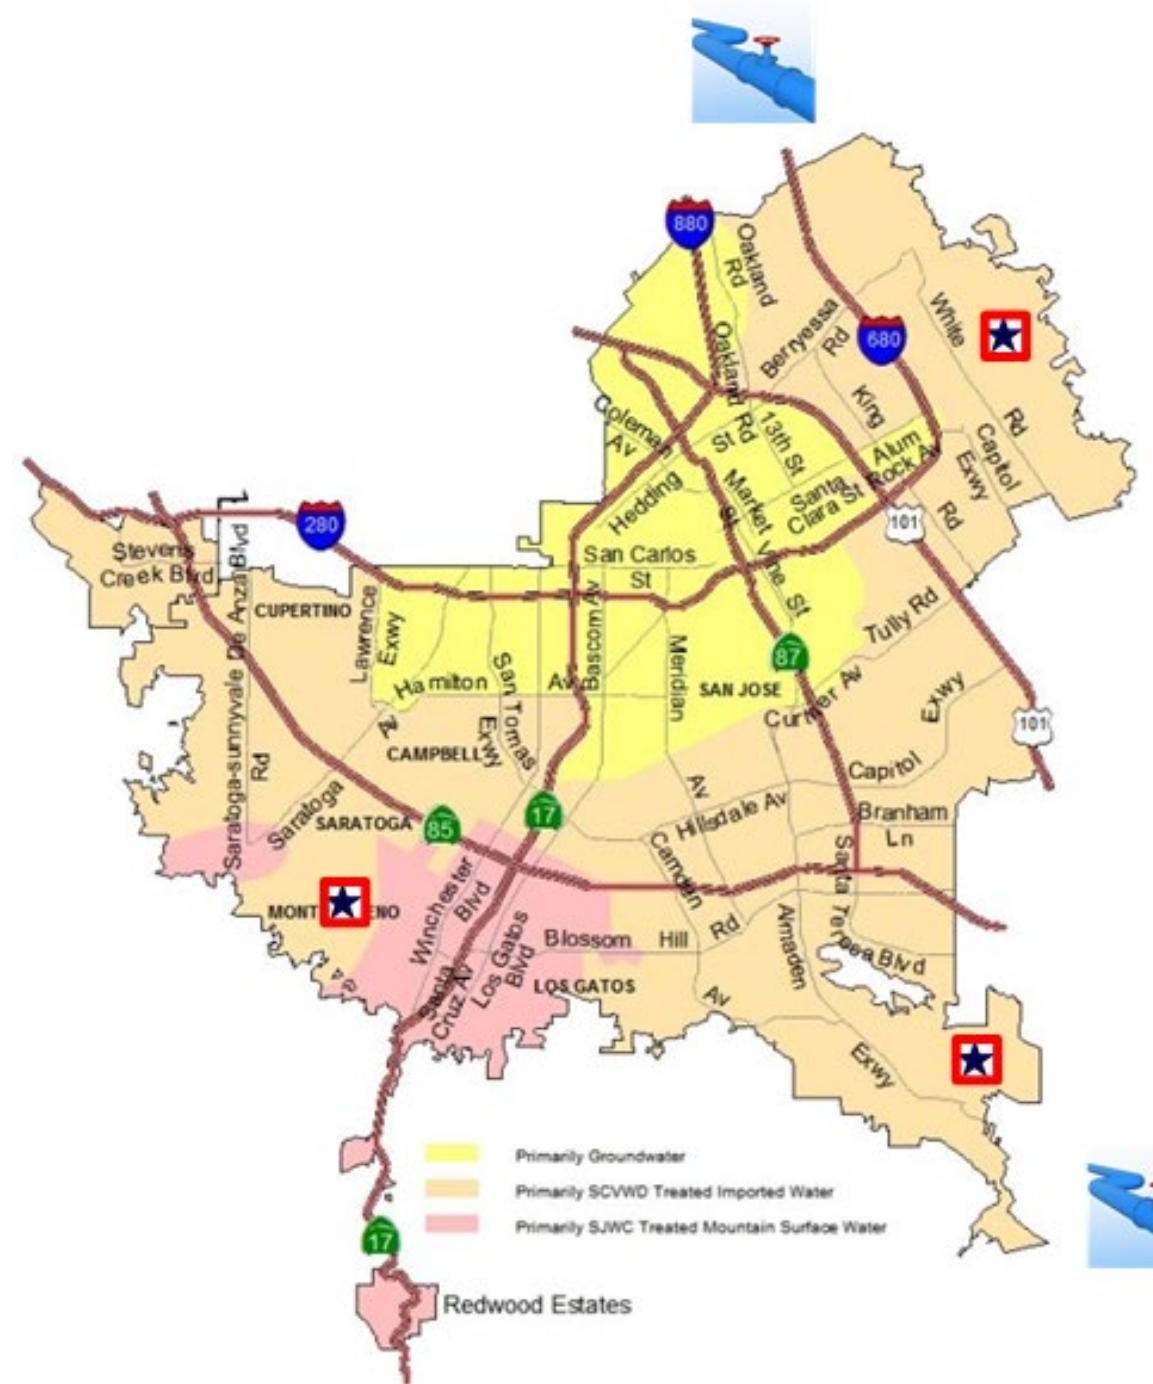 880
Oakland
Rd
Berryessa
Rd
White
Rd
680
Oakland
Rd
King
Rd
Coleman
Av
St
13th St
Alum
Rock Av
Capitol
Exwy
Hedding
Market
St
Santa
Clara St
101
280
Stevens
Creek Blvd
San Carlos
St
Vine St
CUPERTINO
Lawrence
Exwy
Bascom Av
Tully Rd
Saratoga-sunnyvale De Anza Blvd
Rd
Hamilton
Av
San Tomas
Exwy
Meridian
Av
SAN JOSE
87
Curtner Av
Exwy
Capitol
101
Av
CAMPBELL
Saratoga
SARATOGA
85
17
Hillsdale Av
Branham
Ln
Camden
Rd
Santa Teresa Blvd
Winchester
Blvd
Los Gatos
Blvd
Blossom
Hill
Almaden
Exwy
Santa
Cruz Av
LOS GATOS
Av
Primarily Groundwater
Primarily SCVWD Treated Imported Water
Primarily SJWC Treated Mountain Surface Water
17
Redwood Estates